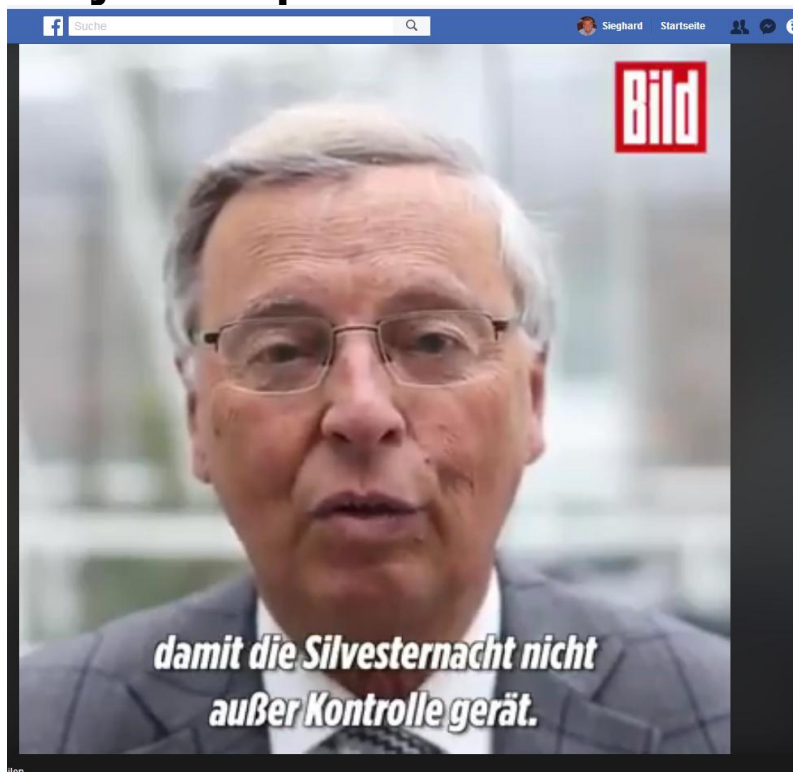 Suche
Sieghard Startseite
Bild
damit die Silvesternacht nicht
außer Kontrolle gerät.